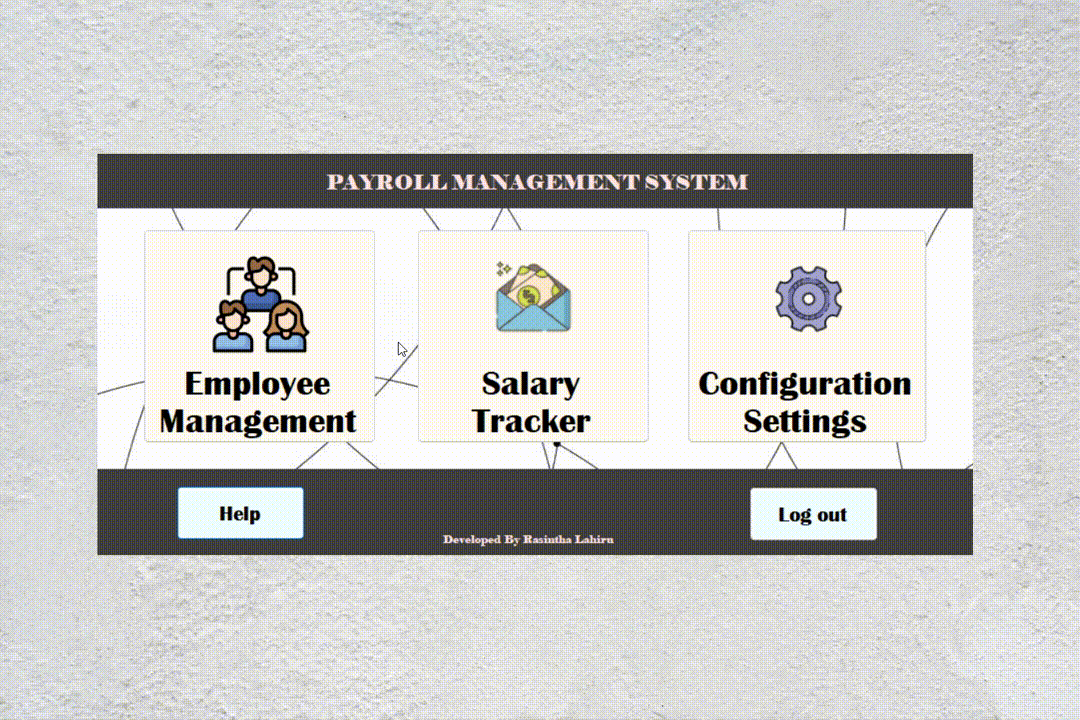 PAYROLL MANAGEMENT SYSTEM
Employee
Management
Salary
Tracker
Configuration
Settings
Help
Log out
Developed By Rasintha Lahiru